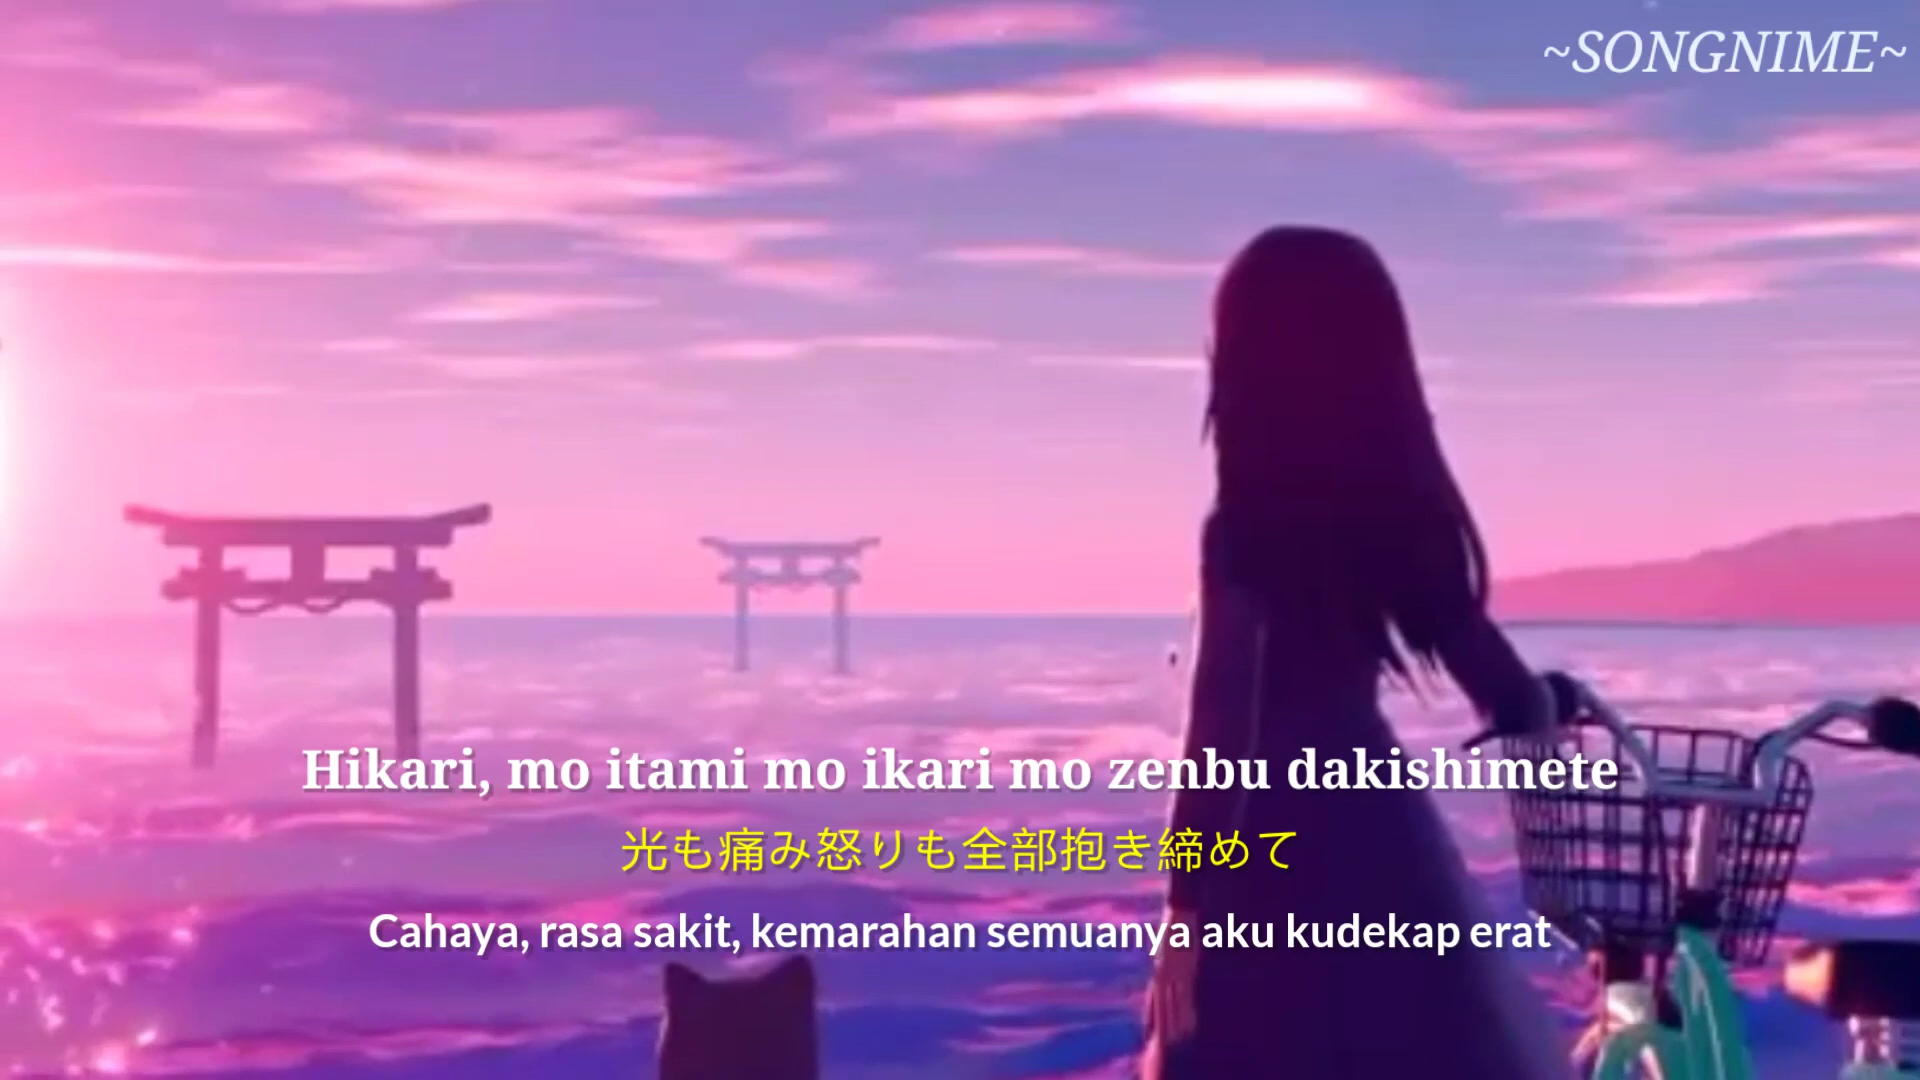 ~SONGNIME~
Hikari, mo itami mo ikari mo zenbu dakishimete
光も痛み怒りも全部抱き締めて
Cahaya, rasa sakit, kemarahan semuanya aku kudekap erat